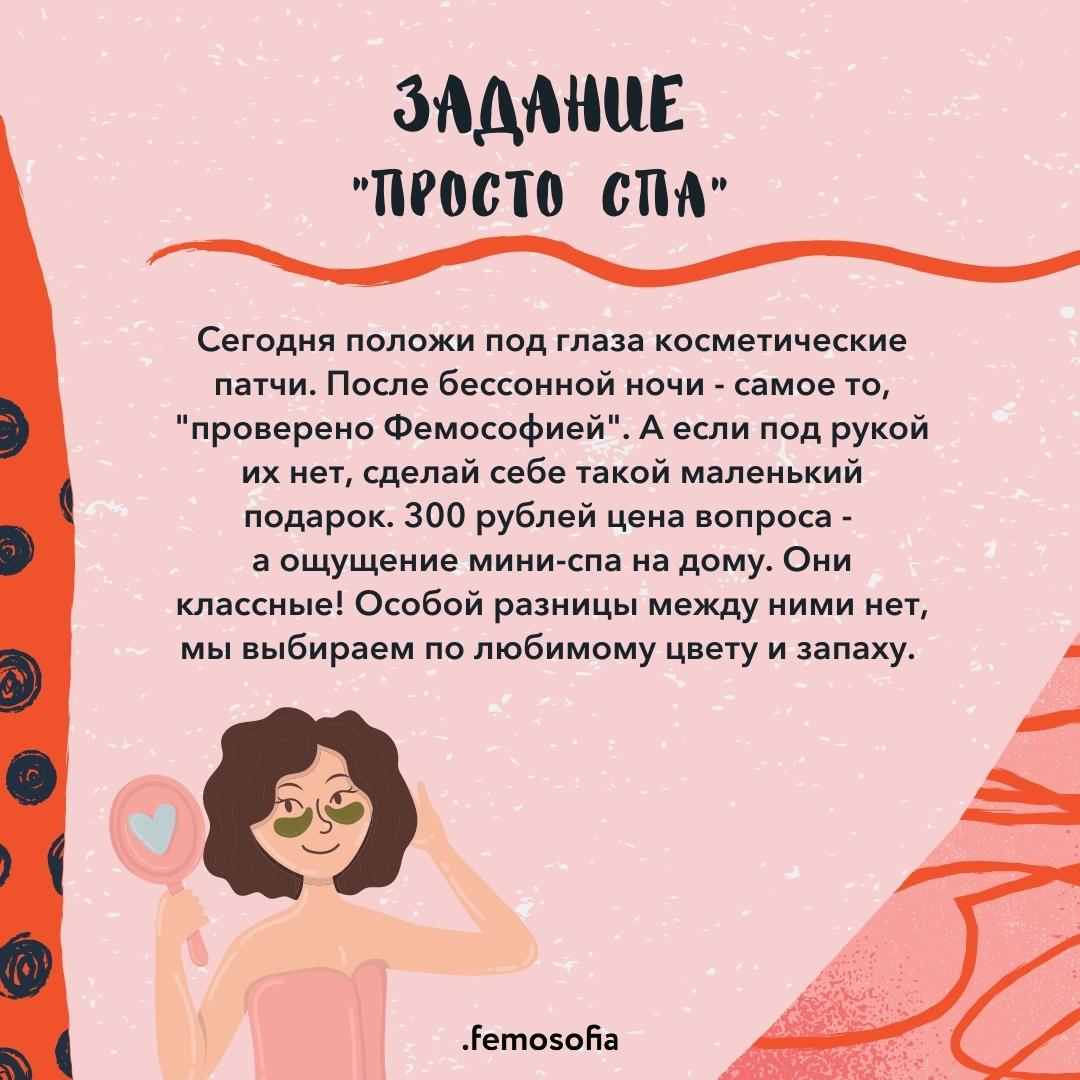 ЗАДАНИЕ
"ПРОСТО СПА"
Сегодня положи под глаза косметические
патчи. После бессонной ночи - самое то,
"проверено Фемософией". А если под рукой
их нет, сделай себе такой маленький
подарок. 300 рублей цена вопроса -
а ощущение мини-спа на дому. Они
классные! Особой разницы между ними нет,
мы выбираем по любимому цвету и запаху.
.femosofia